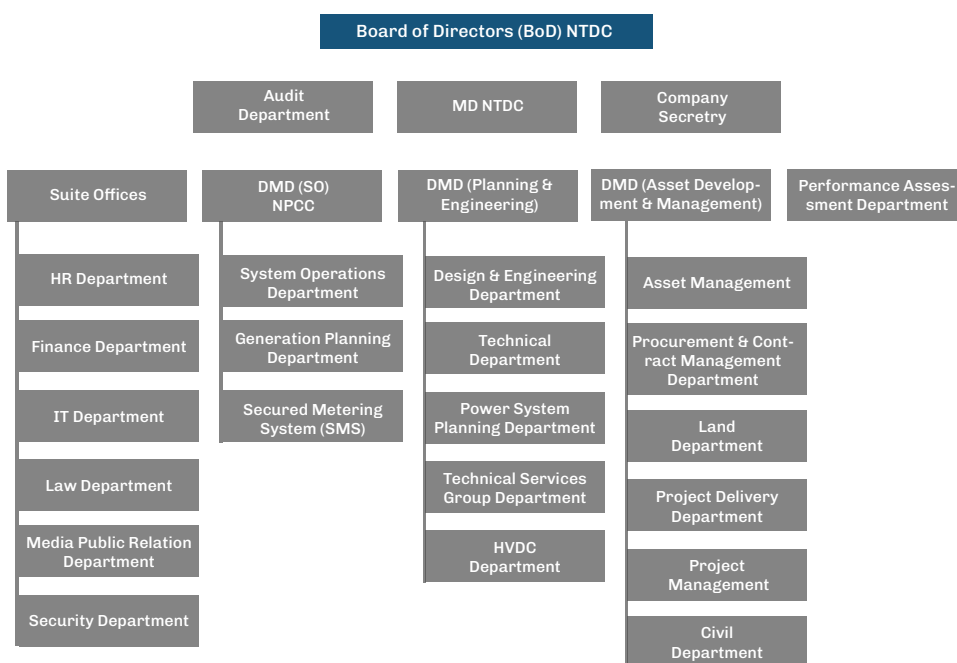 Board of Directors (BoD) NTDC
Audit
Department
MD NTDC
Company
Secretry
Suite Offices
DMD (SO)
NPCC
DMD (Planning &
Engineering)
DMD (Asset Develop-
ment & Management)
Performance Asses-
sment Department
HR Department
Finance Department
IT Department
Law Department
Media Public Relation
Department
Security Department
System Operations
Department
Generation Planning
Department
Secured Metering
System (SMS)
Design & Engineering
Department
Technical
Department
Power System
Planning Department
Technical Services
Group Department
HVDC
Department
Asset Management
Procurement & Cont-
ract Management
Department
Land
Department
Project Delivery
Department
Project
Management
Civil
Department